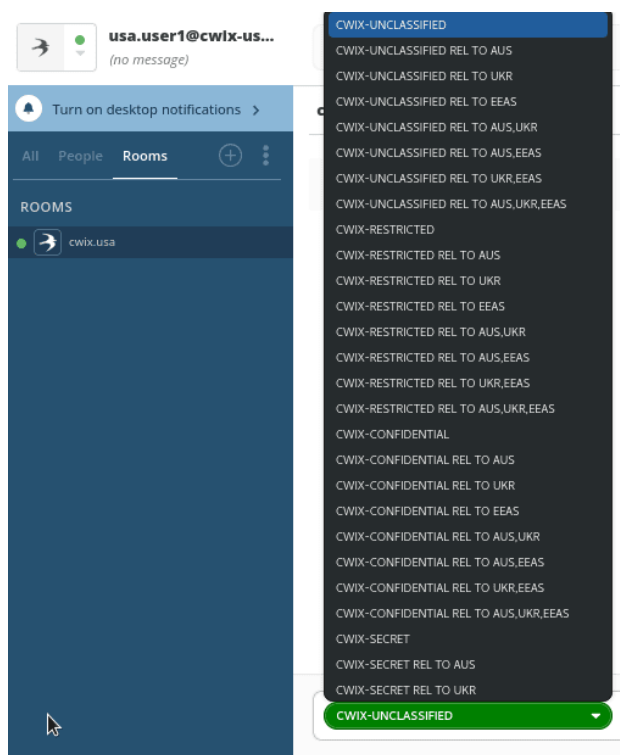 usa.user1@cwix-us...
(no message)
Turn on desktop notifications
All People Rooms
ROOMS
cwix.usa
CWIX-UNCLASSIFIED
CWIX-UNCLASSIFIED REL TO AUS
CWIX-UNCLASSIFIED REL TO UKR
CWIX-UNCLASSIFIED REL TO EEAS
CWIX-UNCLASSIFIED REL TO AUS,UKR
CWIX-UNCLASSIFIED REL TO AUS,EEAS
CWIX-UNCLASSIFIED REL TO UKR,EEAS
CWIX-UNCLASSIFIED REL TO AUS,UKR,EEAS
CWIX-RESTRICTED
CWIX-RESTRICTED REL TO AUS
CWIX-RESTRICTED REL TO UKR
CWIX-RESTRICTED REL TO EEAS
CWIX-RESTRICTED REL TO AUS,UKR
CWIX-RESTRICTED REL TO AUS,EEAS
CWIX-RESTRICTED REL TO UKR,EEAS
CWIX-RESTRICTED REL TO AUS,UKR,EEAS
CWIX-CONFIDENTIAL
CWIX-CONFIDENTIAL REL TO AUS
CWIX-CONFIDENTIAL REL TO UKR
CWIX-CONFIDENTIAL REL TO EEAS
CWIX-CONFIDENTIAL REL TO AUS,UKR
CWIX-CONFIDENTIAL REL TO AUS,EEAS
CWIX-CONFIDENTIAL REL TO UKR,EEAS
CWIX-CONFIDENTIAL REL TO AUS,UKR,EEAS
CWIX-SECRET
CWIX-SECRET REL TO AUS
CWIX-SECRET REL TO UKR
CWIX-UNCLASSIFIED